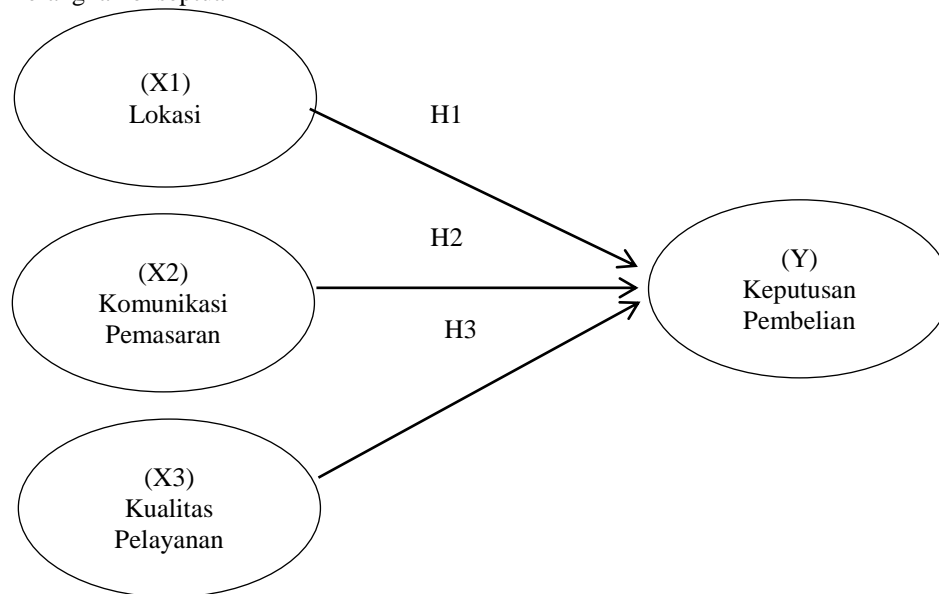 (X1)
Lokasi
H1
H2
(X2)
Komunikasi
Pemasaran
(Y)
Keputusan
Pembelian
H3
(X3)
Kualitas
Pelayanan